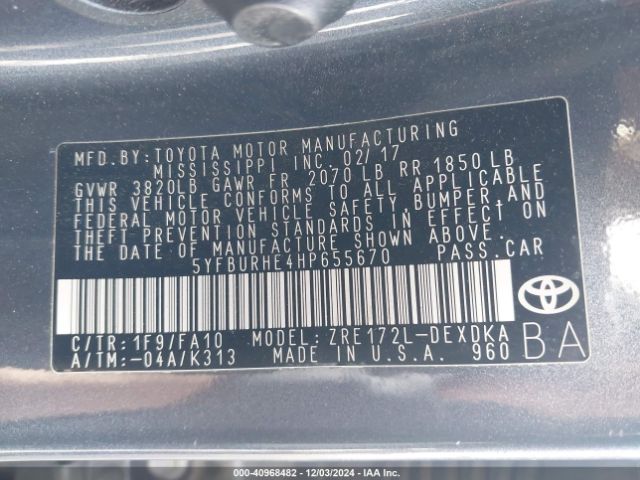 MFD.BY:TOYOTA MOTOR MANUFACTURING
MISSISSIPPI INC. 02/17
GVWR 3820LB GAWR FR 2070 LB RR 1850 LB
THIS VEHICLE CONFORMS TO ALL APPLICABLE
FEDERAL MOTOR VEHICLE SAFETY, BUMPER, AND
THEFT PREVENTION STANDARDS IN EFFECT ON
THE DATE OF MANUFACTURE SHOWN ABOVE.
5YFBURHE4HP655670 PASS.CAR
C/TR:1F9/FA10 MODEL:ZRE172L-DEXDKA
A/TM:-04A/K313 MADE IN U.S.A. 960
BA
000-40968482 - 12/03/2024 - IAA Inc.